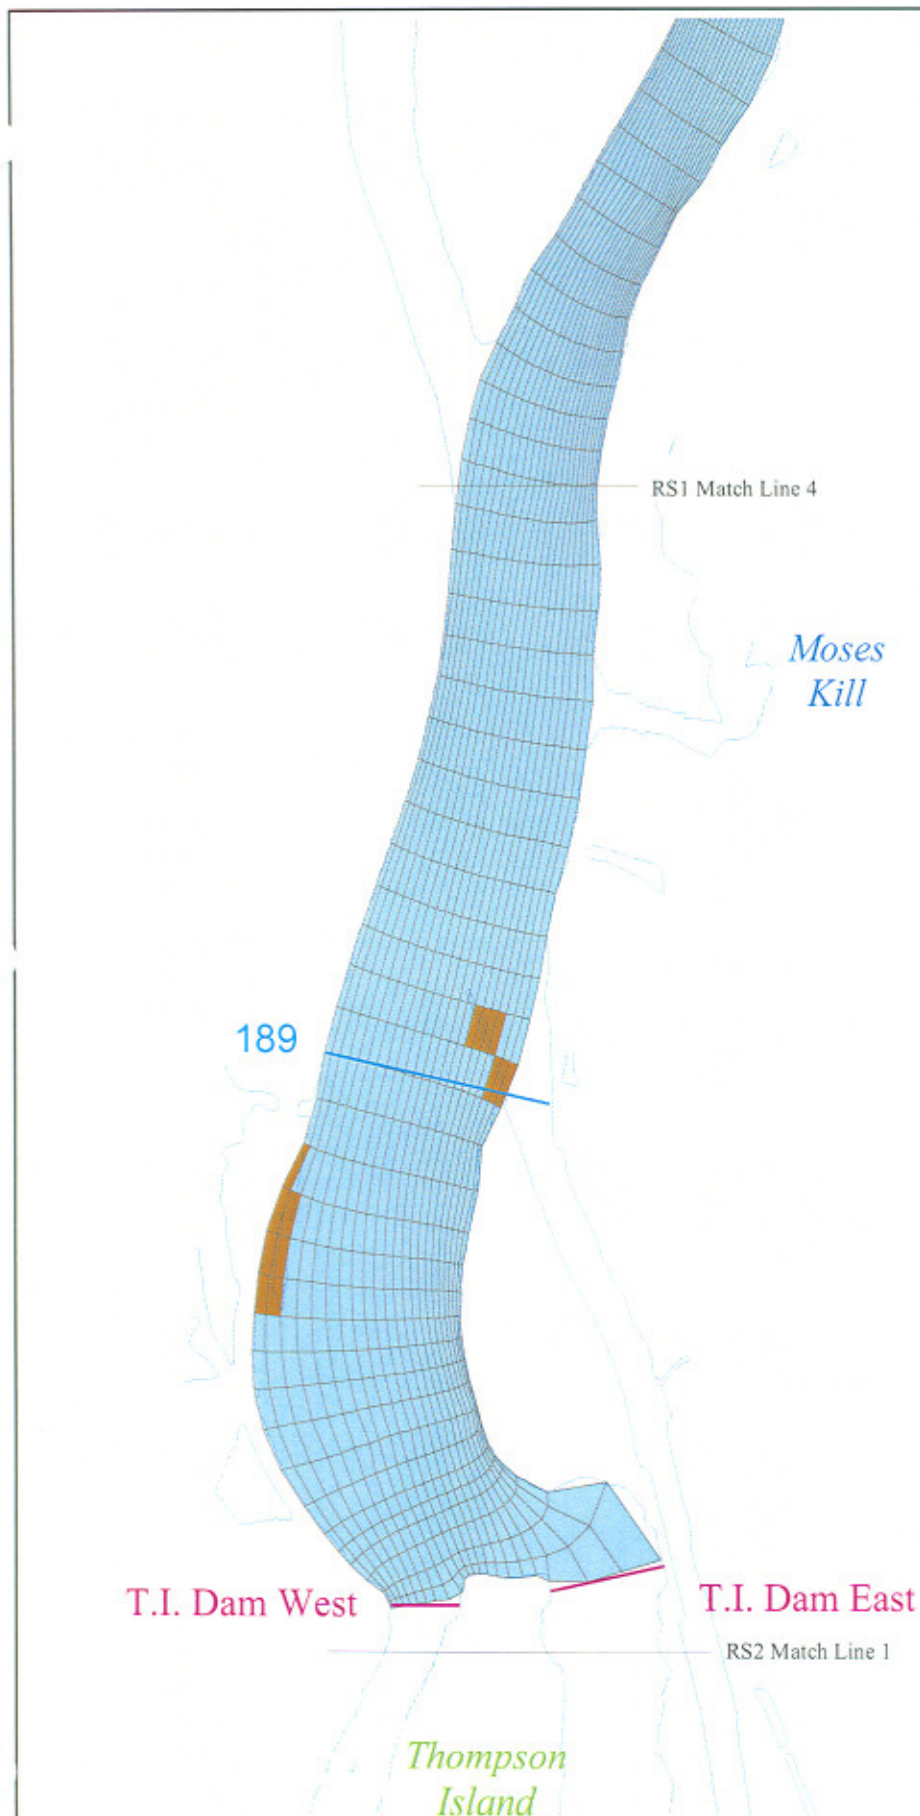 RS1 Match Line 4
Moses
Kill
189
T.I. Dam West
T.I. Dam East
RS2 Match Line 1
Thompson
Island